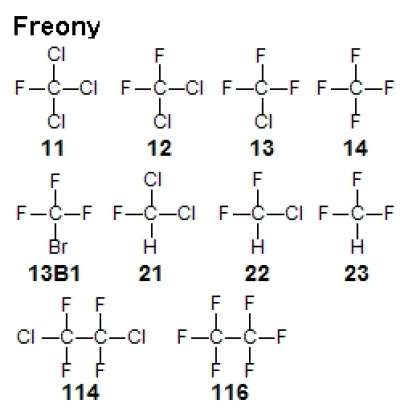 Freony
Cl F F F
F C Cl F C Cl F C F F C F
Cl Cl Cl F
11 12 13 14
F Cl F F
F C F F C Cl F C Cl F C F
Br H H H
13B1 21 22 23
F F F F
Cl C C Cl F C C F
F F F F
114 116